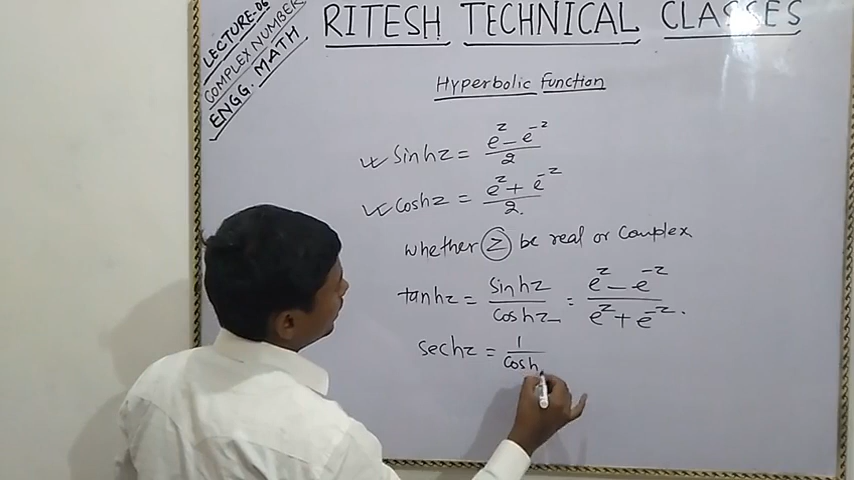 LECTURE-06
COMPLEX NUMBER
ENGG. MATH
RITESH TECHNICAL CLASSES
Hyperbolic Function
Sinhz = e^z - e^-z / 2
Coshz = e^z + e^-z / 2.
Whether z be real or Complex
tanhz = Sinhz / Coshz = e^z - e^-z / e^z + e^-z.
Sechz = 1 / Cosh